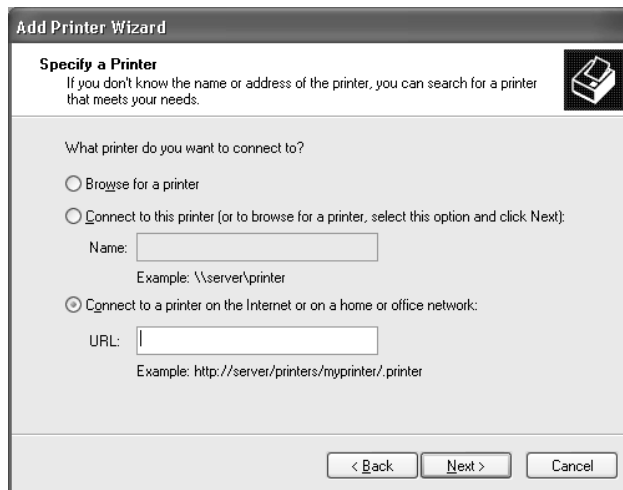 Add Printer Wizard
Specify a Printer
If you don't know the name or address of the printer, you can search for a printer
that meets your needs.
What printer do you want to connect to?
Browse for a printer
Connect to this printer (or to browse for a printer, select this option and click Next):
Name:
Example: \\server\printer
Connect to a printer on the Internet or on a home or office network:
URL:
Example: http://server/printers/myprinter/.printer
< Back
Next >
Cancel